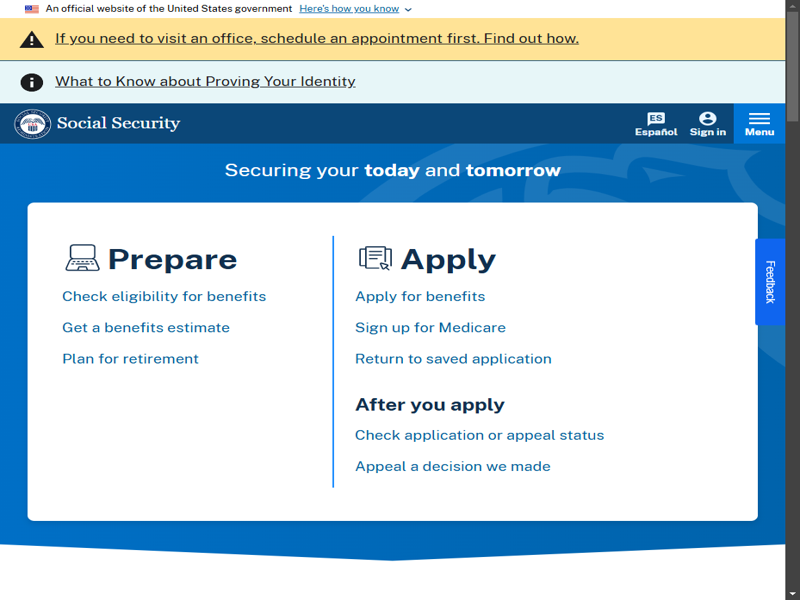 An official website of the United States government Here's how you know
If you need to visit an office, schedule an appointment first. Find out how.
What to Know about Proving Your Identity
Social Security
ES
Español
Sign in
Menu
Securing your today and tomorrow
Prepare
Check eligibility for benefits
Get a benefits estimate
Plan for retirement
Apply
Apply for benefits
Sign up for Medicare
Return to saved application
After you apply
Check application or appeal status
Appeal a decision we made
Feedback